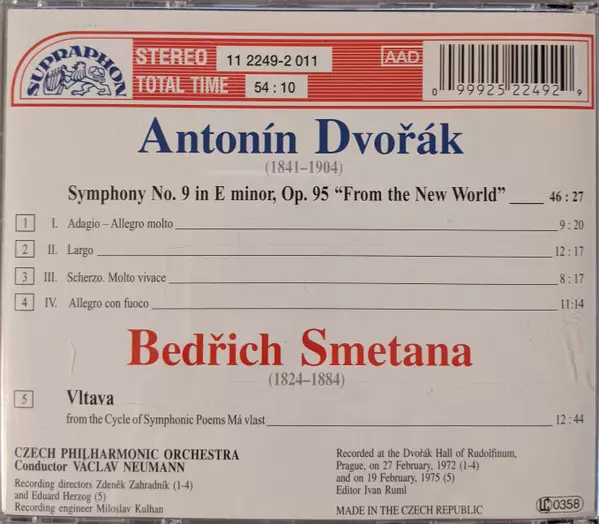 SUPRAPHON
STEREO 11 2249-2 011
TOTAL TIME 54 : 10
AAD
0 99925 22492 9
Antonín Dvořák
(1841–1904)
Symphony No. 9 in E minor, Op. 95 “From the New World” 46 : 27
1 I. Adagio – Allegro molto 9 : 20
2 II. Largo 12 : 17
3 III. Scherzo. Molto vivace 8 : 17
4 IV. Allegro con fuoco 11:14
Bedřich Smetana
(1824–1884)
5 Vltava
from the Cycle of Symphonic Poems Má vlast 12 : 44
CZECH PHILHARMONIC ORCHESTRA
Conductor VÁCLAV NEUMANN
Recording directors Zdeněk Zahradník (1-4)
and Eduard Herzog (5)
Recording engineer Miloslav Kulhan
Recorded at the Dvořák Hall of Rudolfinum,
Prague, on 27 February, 1972 (1-4)
and on 19 February, 1975 (5)
Editor Ivan Ruml
MADE IN THE CZECH REPUBLIC
LC 0358